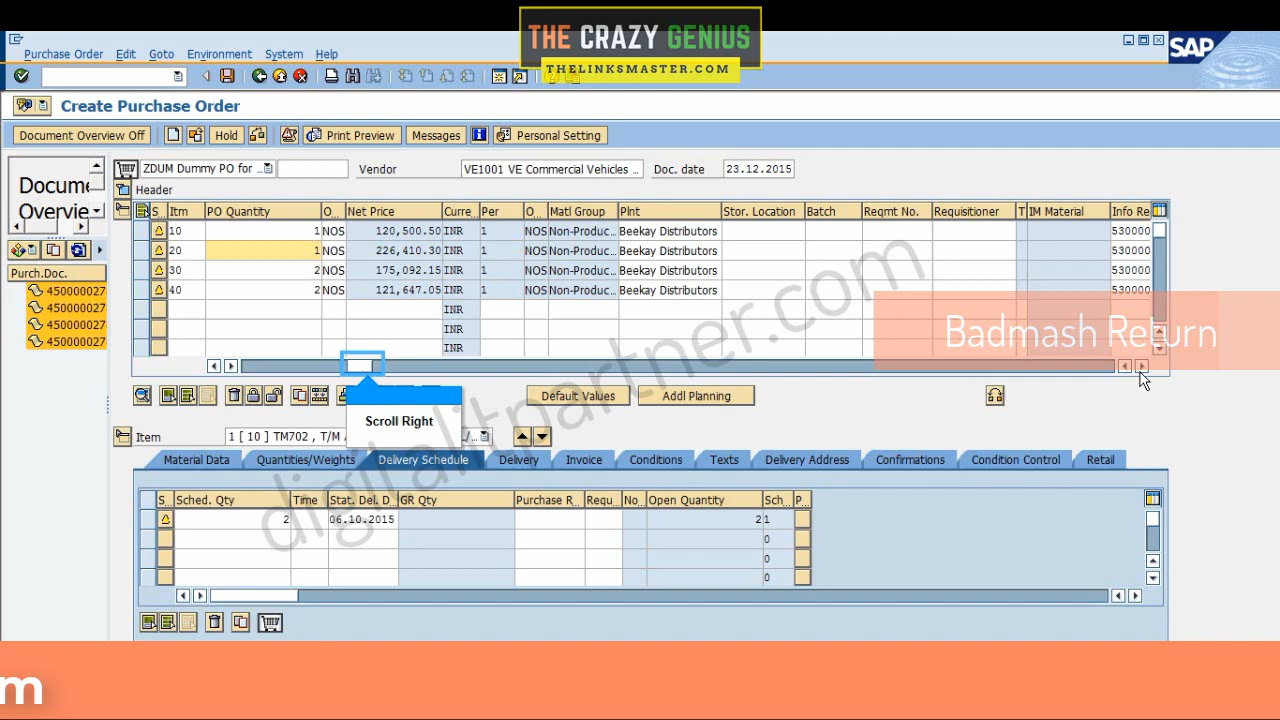 THE CRAZY GENIUS
THELINKSMASTER.COM
Purchase Order Edit Goto Environment System Help
SAP
Create Purchase Order
Document Overview Off Hold Print Preview Messages Personal Setting
ZDUM Dummy PO for ... Vendor VE1001 VE Commercial Vehicles ... Doc. date 23.12.2015
Docume
Overvie
Header
S... Itm PO Quantity O... Net Price Curre... Per O... Matl Group Plnt Stor. Location Batch Reqmt No. Requisitioner T IM Material Info Re
10 1 NOS 120,500.50 INR 1 NOS Non-Produc... Beekay Distributors 530000
20 1 NOS 226,410.30 INR 1 NOS Non-Produc... Beekay Distributors 530000
30 2 NOS 175,092.15 INR 1 NOS Non-Produc... Beekay Distributors 530000
40 2 NOS 121,647.05 INR 1 NOS Non-Produc... Beekay Distributors 530000
INR
INR
INR
Purch.Doc.
450000027
450000027
450000027
450000027
Badmash Return
digitalitpartner.com
Default Values Addl Planning
Scroll Right
Item 1 [ 10 ] TM702 , T/M
Material Data Quantities/Weights Delivery Schedule Delivery Invoice Conditions Texts Delivery Address Confirmations Condition Control Retail
S... Sched. Qty Time Stat. Del. D... GR Qty Purchase R... Requ... No... Open Quantity Sch... P...
2 06.10.2015 2 1
0
0
0
m